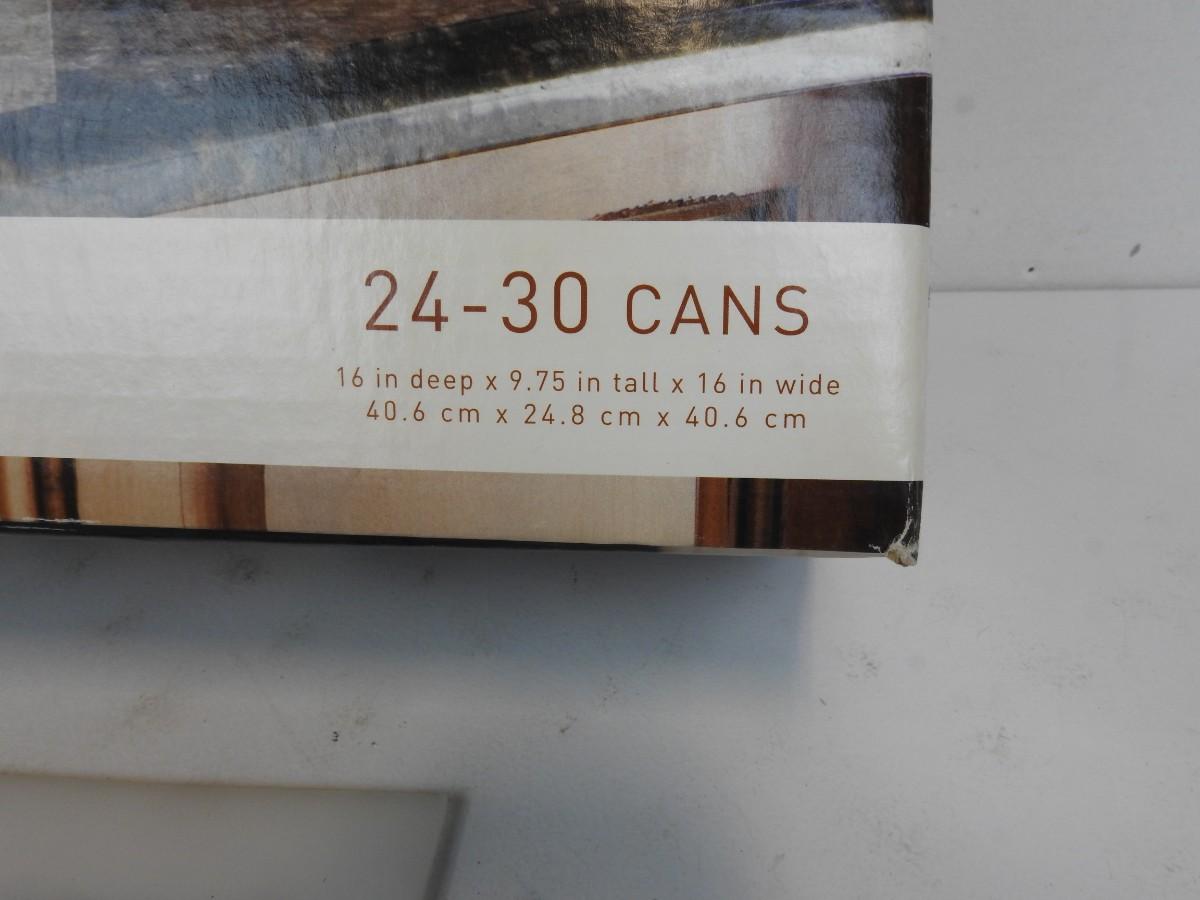 24-30 CANS
16 in deep x 9.75 in tall x 16 in wide
40.6 cm x 24.8 cm x 40.6 cm